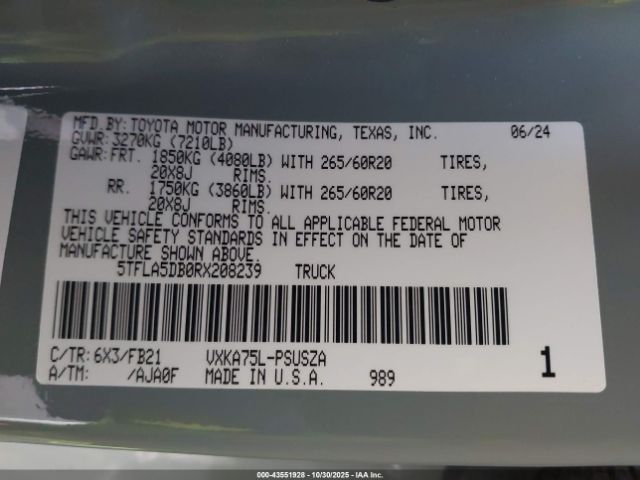 MFD.BY: TOYOTA MOTOR MANUFACTURING, TEXAS, INC. 06/24
GVWR: 3270KG (7210LB)
GAWR: FRT. 1850KG (4080LB) WITH 265/60R20 TIRES,
20X8J RIMS.
RR. 1750KG (3860LB) WITH 265/60R20 TIRES,
20X8J RIMS.
THIS VEHICLE CONFORMS TO ALL APPLICABLE FEDERAL MOTOR
VEHICLE SAFETY STANDARDS IN EFFECT ON THE DATE OF
MANUFACTURE SHOWN ABOVE.
5TFLA5DB0RX208239 TRUCK
C/TR: 6X3/FB21 VXKA75L-PSUSZA
A/TM: /AJA0F MADE IN U.S.A. 989 1
000-43551928 - 10/30/2025 - IAA Inc.